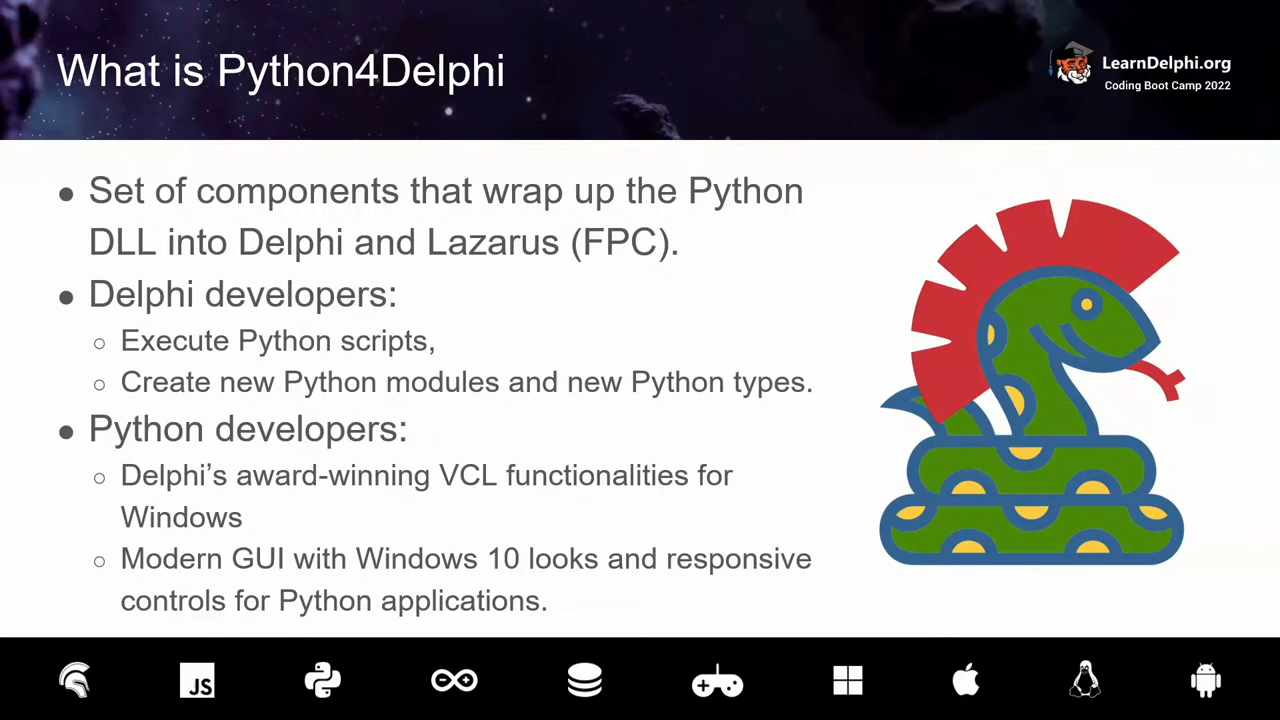 What is Python4Delphi
LearnDelphi.org
Coding Boot Camp 2022
● Set of components that wrap up the Python
DLL into Delphi and Lazarus (FPC).
● Delphi developers:
○ Execute Python scripts,
○ Create new Python modules and new Python types.
● Python developers:
○ Delphi’s award-winning VCL functionalities for
Windows
○ Modern GUI with Windows 10 looks and responsive
controls for Python applications.
JS